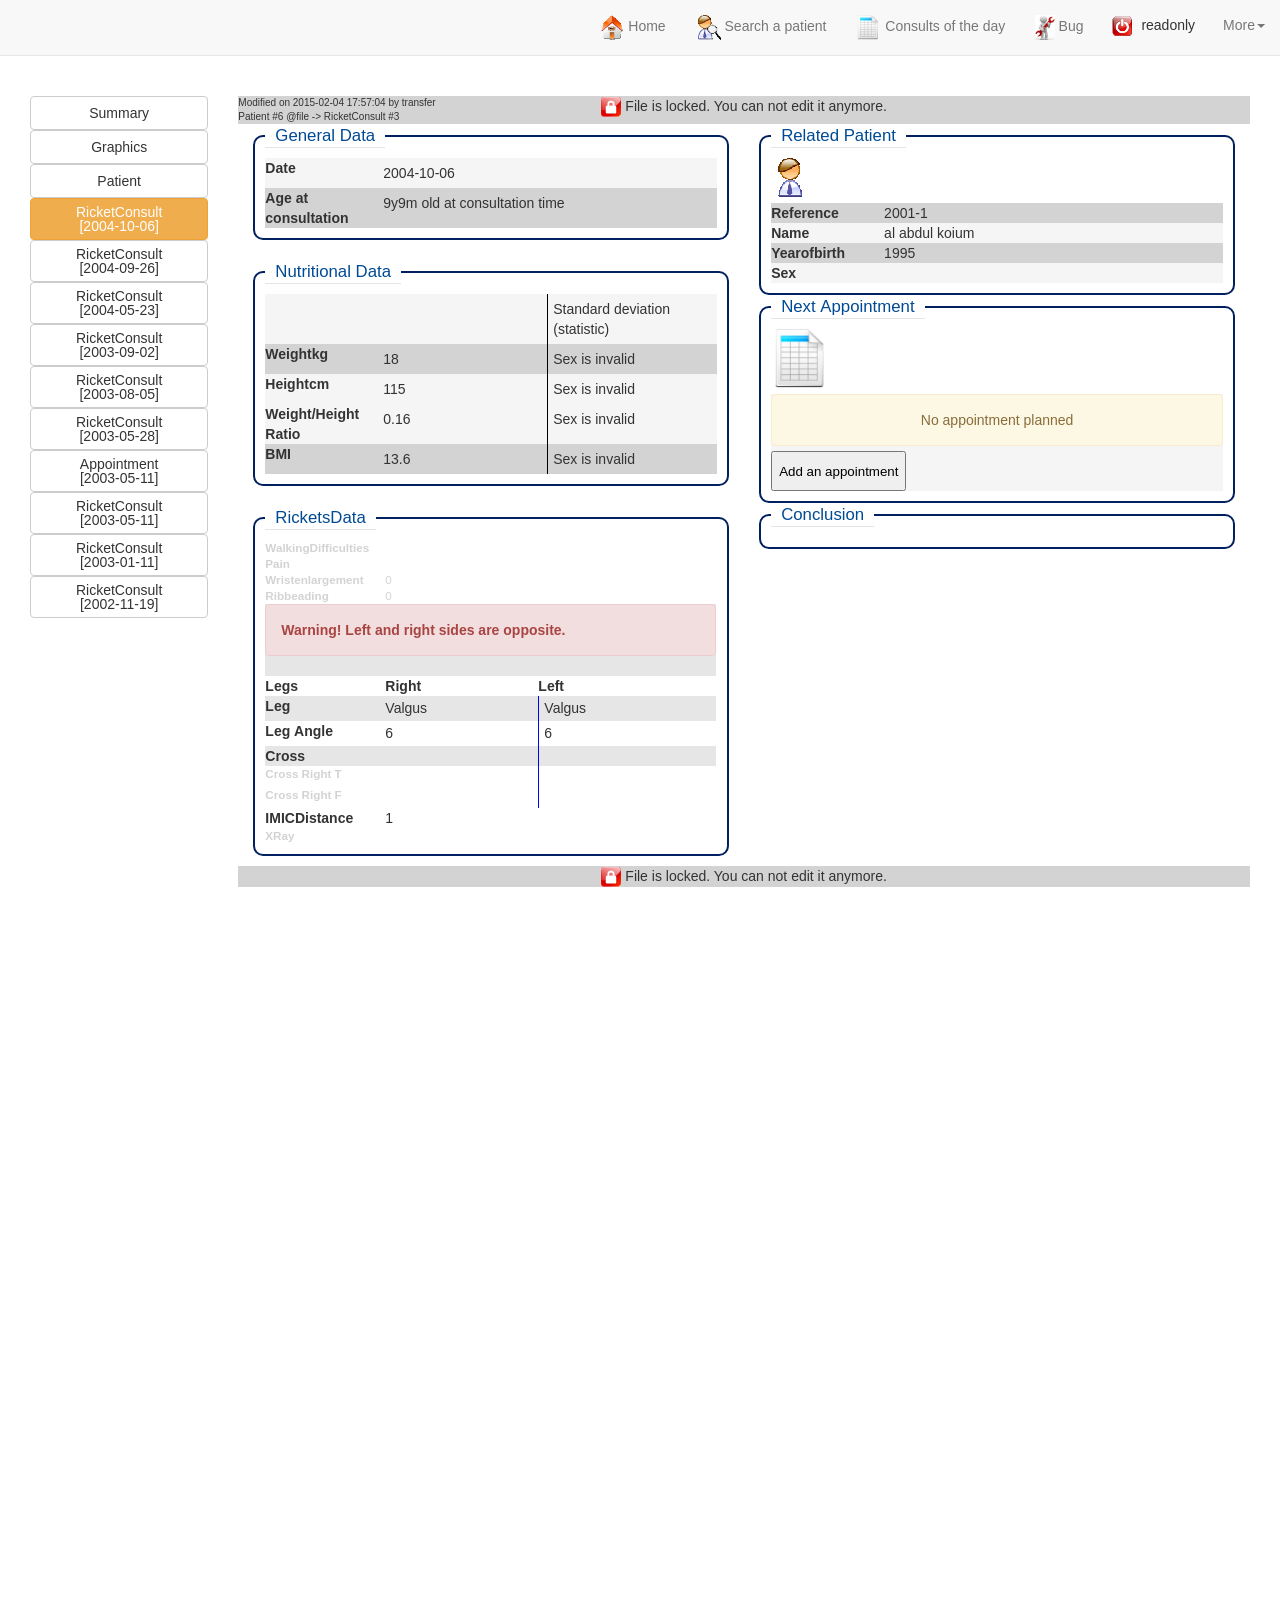 Home
Search a patient
Consults of the day
Bug
readonly
More
Summary
Graphics
Patient
RicketConsult
[2004-10-06]
RicketConsult
[2004-09-26]
RicketConsult
[2004-05-23]
RicketConsult
[2003-09-02]
RicketConsult
[2003-08-05]
RicketConsult
[2003-05-28]
Appointment
[2003-05-11]
RicketConsult
[2003-05-11]
RicketConsult
[2003-01-11]
RicketConsult
[2002-11-19]
Modified on 2015-02-04 17:57:04 by transfer
Patient #6 @file -> RicketConsult #3
File is locked. You can not edit it anymore.
General Data
Date 2004-10-06
Age at
consultation
9y9m old at consultation time
Nutritional Data
Standard deviation
(statistic)
Weightkg 18 Sex is invalid
Heightcm 115 Sex is invalid
Weight/Height
Ratio
0.16 Sex is invalid
BMI 13.6 Sex is invalid
RicketsData
WalkingDifficulties
Pain
Wristenlargement 0
Ribbeading 0
Warning! Left and right sides are opposite.
Legs Right Left
Leg Valgus Valgus
Leg Angle 6 6
Cross
Cross Right T
Cross Right F
IMICDistance 1
XRay
Related Patient
Reference 2001-1
Name al abdul koium
Yearofbirth 1995
Sex
Next Appointment
No appointment planned
Add an appointment
Conclusion
File is locked. You can not edit it anymore.